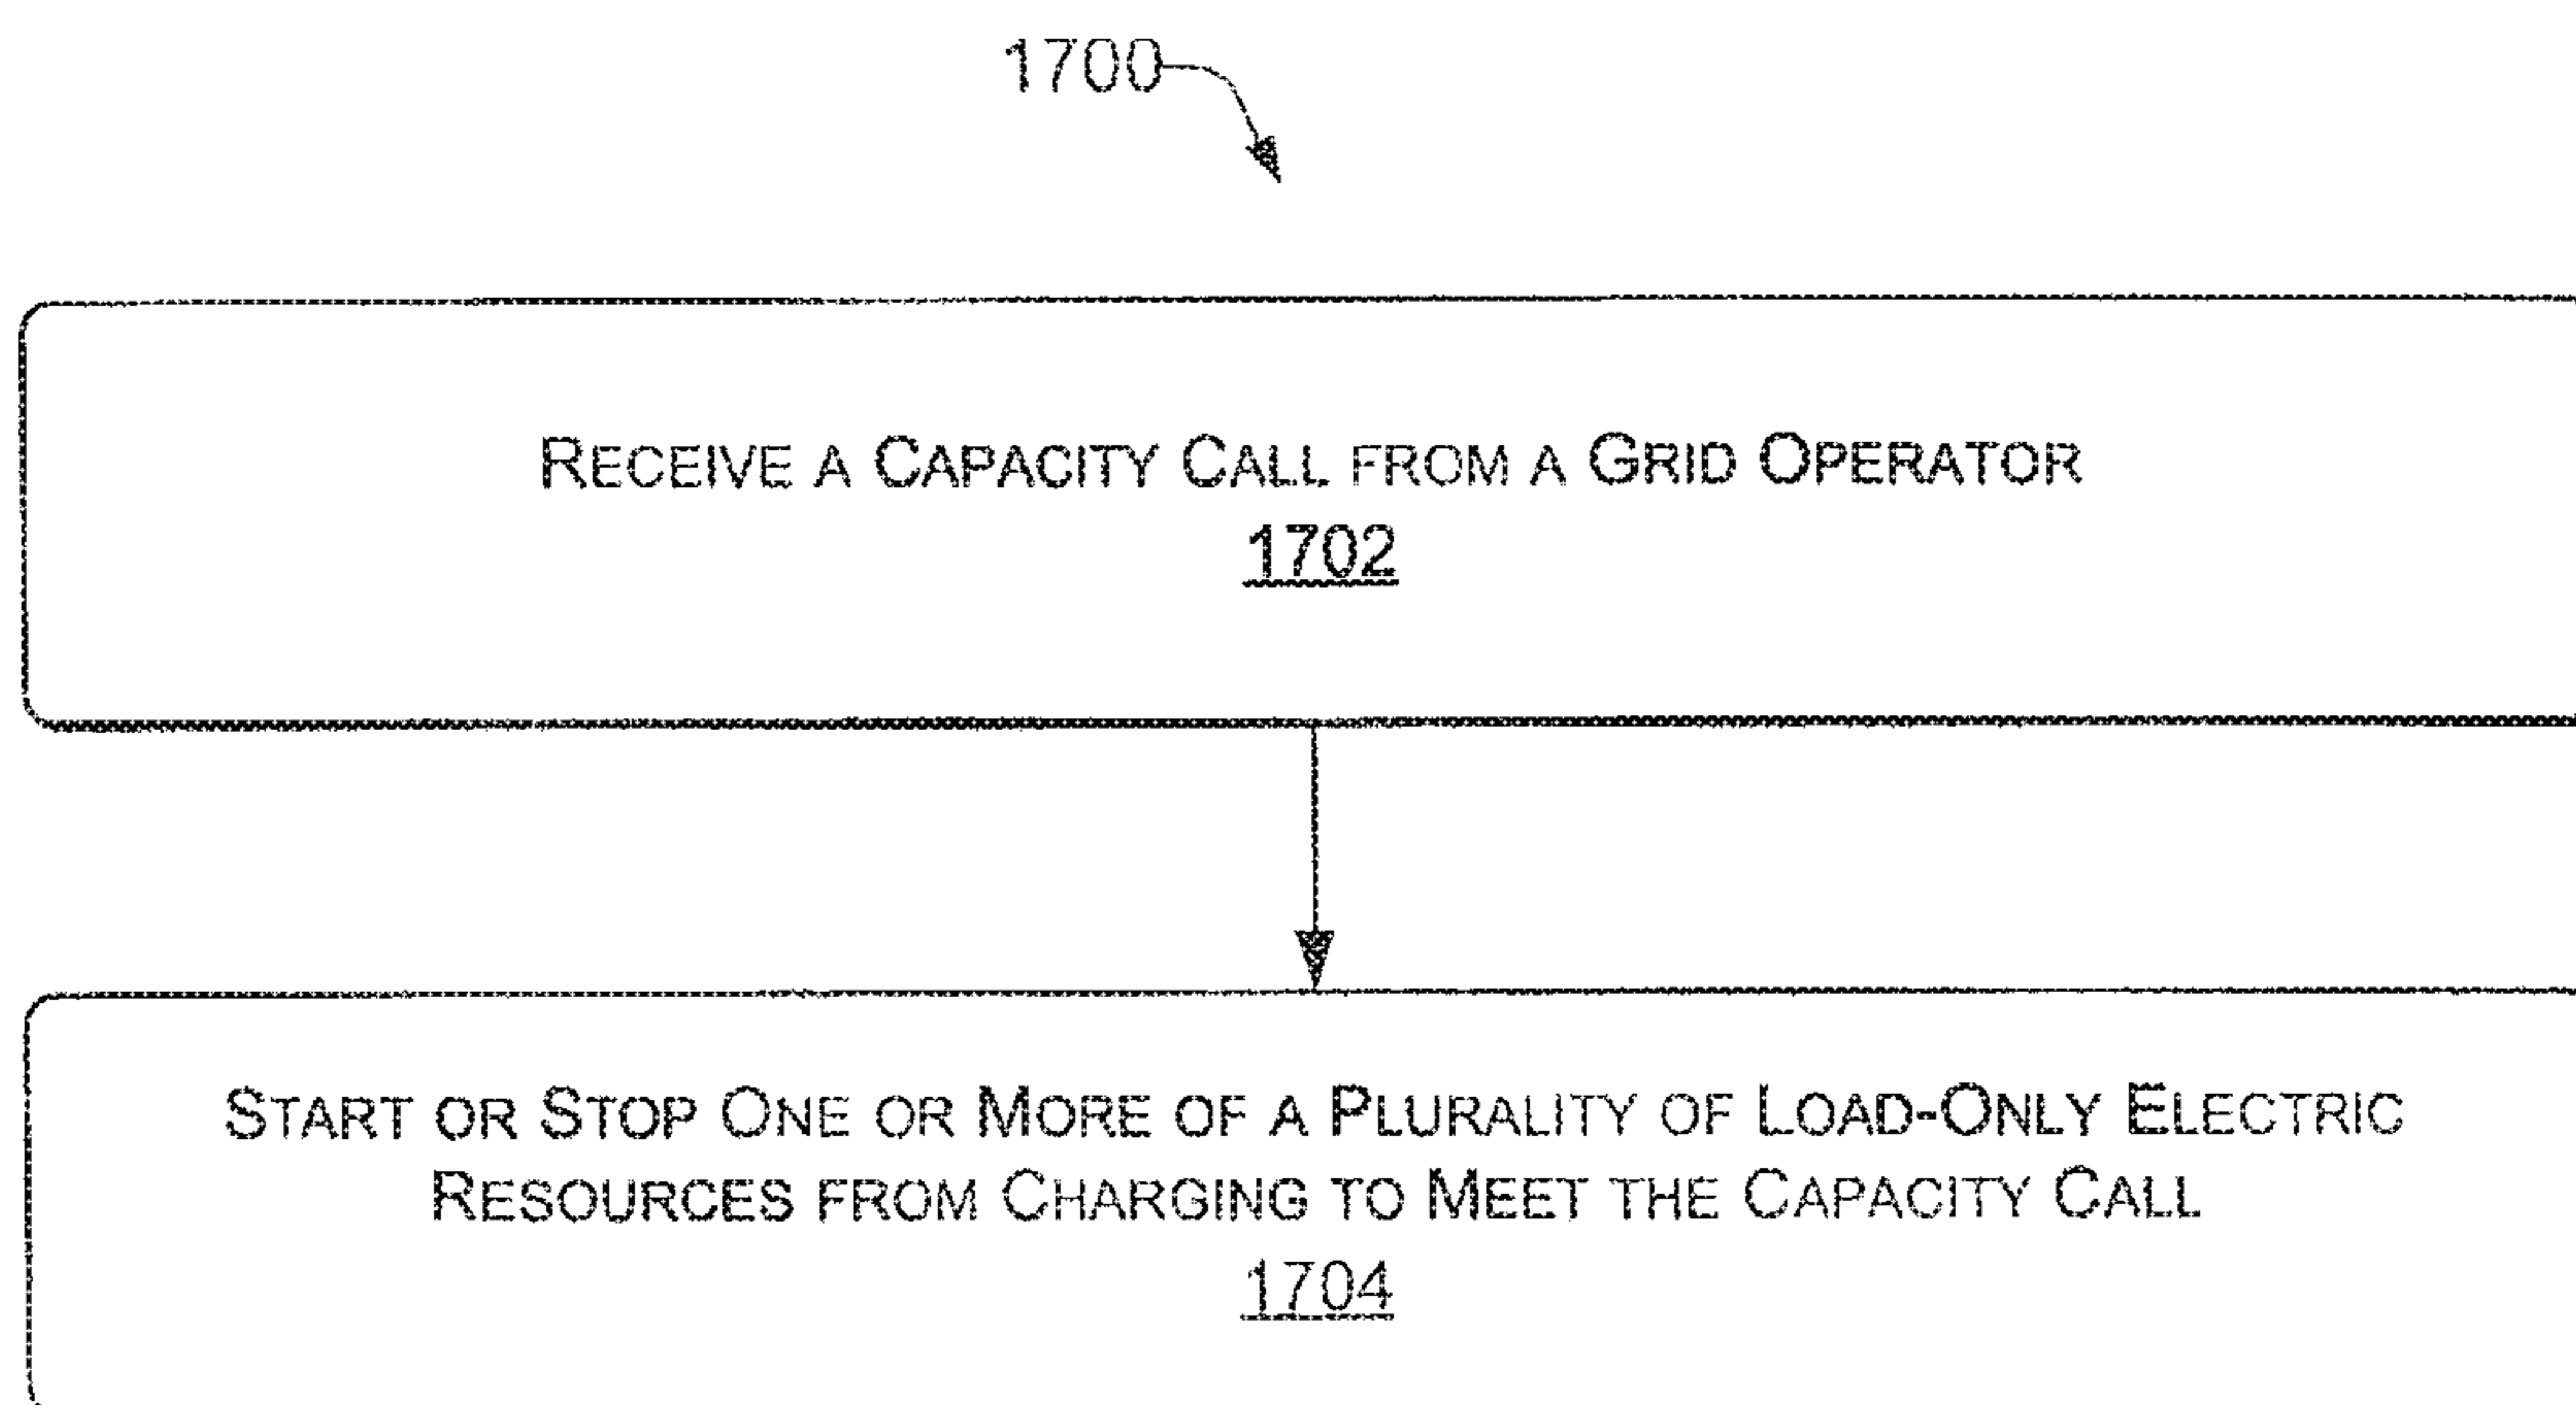 1700
RECEIVE A CAPACITY CALL FROM A GRID OPERATOR
1702
START OR STOP ONE OR MORE OF A PLURALITY OF LOAD-ONLY ELECTRIC
RESOURCES FROM CHARGING TO MEET THE CAPACITY CALL
1704